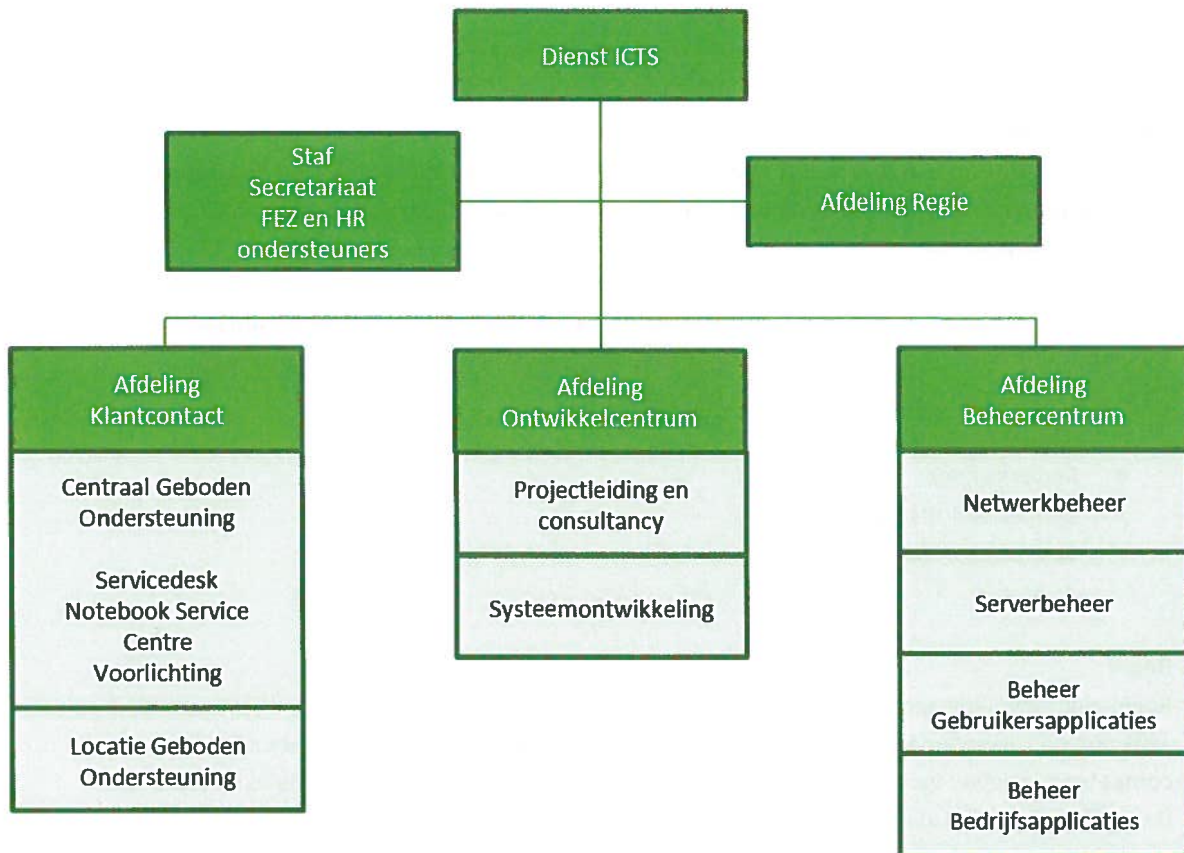 Dienst ICTS
Staf
Secretariaat
FEZ en HR
ondersteuners
Afdeling Regie
Afdeling
Klantcontact
Centraal Geboden
Ondersteuning
Servicedesk
Notebook Service
Centre
Voorlichting
Locatie Geboden
Ondersteuning
Afdeling
Ontwikkelcentrum
Projectleiding en
consultancy
Systeemontwikkeling
Afdeling
Beheercentrum
Netwerkbeheer
Serverbeheer
Beheer
Gebruikersapplicaties
Beheer
Bedrijfsapplicaties